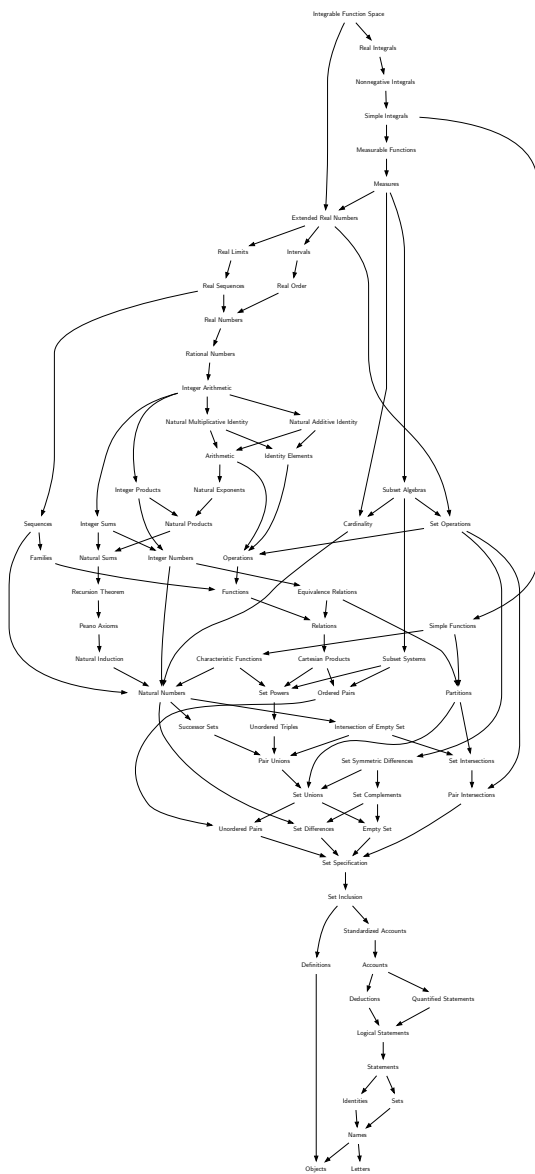 Integrable Function Space
Real Integrals
Nonnegative Integrals
Simple Integrals
Measurable Functions
Measures
Extended Real Numbers
Real Limits
Intervals
Real Sequences
Real Order
Real Numbers
Rational Numbers
Integer Arithmetic
Natural Multiplicative Identity
Natural Additive Identity
Arithmetic
Identity Elements
Integer Products
Natural Exponents
Subset Algebras
Sequences
Integer Sums
Natural Products
Cardinality
Set Operations
Families
Natural Sums
Integer Numbers
Operations
Recursion Theorem
Functions
Equivalence Relations
Peano Axioms
Relations
Simple Functions
Natural Induction
Characteristic Functions
Cartesian Products
Subset Systems
Natural Numbers
Set Powers
Ordered Pairs
Partitions
Successor Sets
Unordered Triples
Intersection of Empty Set
Pair Unions
Set Symmetric Differences
Set Intersections
Set Unions
Set Complements
Pair Intersections
Unordered Pairs
Set Differences
Empty Set
Set Specification
Set Inclusion
Standardized Accounts
Definitions
Accounts
Deductions
Quantified Statements
Logical Statements
Statements
Identities
Sets
Names
Objects
Letters